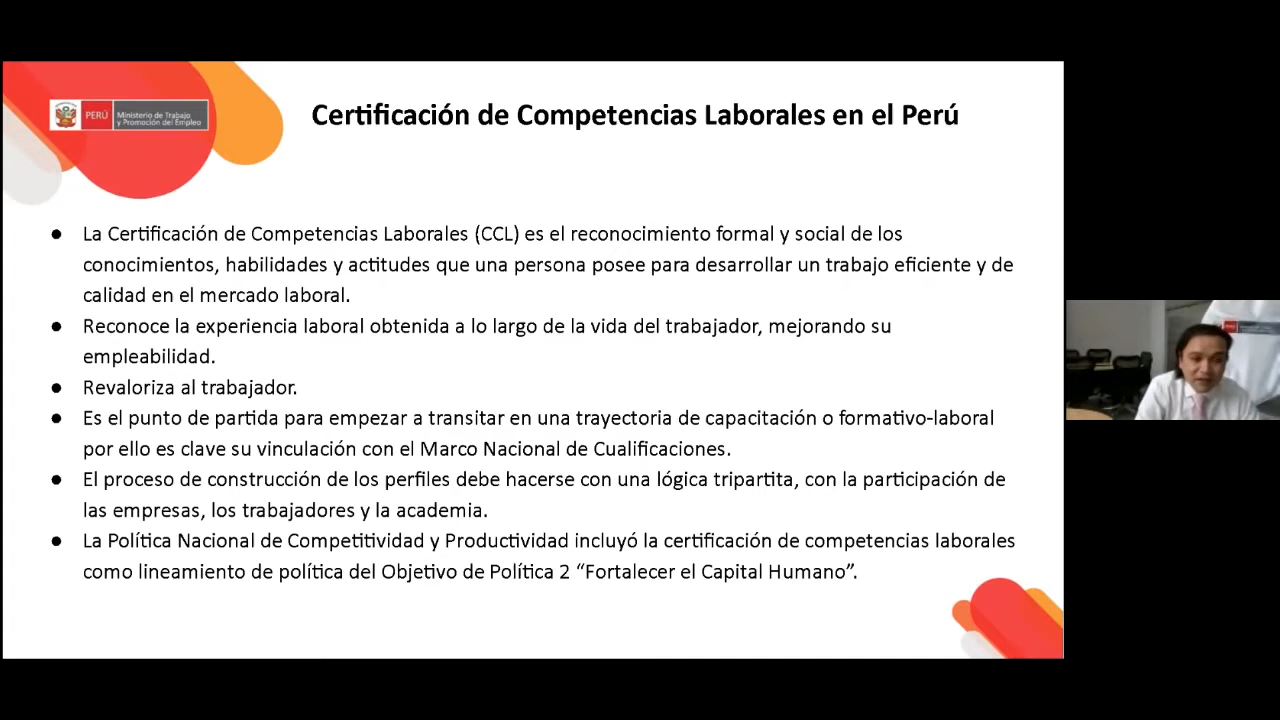 PERÚ
Ministerio de Trabajo
y Promoción del Empleo
Certificación de Competencias Laborales en el Perú
● La Certificación de Competencias Laborales (CCL) es el reconocimiento formal y social de los
conocimientos, habilidades y actitudes que una persona posee para desarrollar un trabajo eficiente y de
calidad en el mercado laboral.
● Reconoce la experiencia laboral obtenida a lo largo de la vida del trabajador, mejorando su
empleabilidad.
● Revaloriza al trabajador.
● Es el punto de partida para empezar a transitar en una trayectoria de capacitación o formativo-laboral
por ello es clave su vinculación con el Marco Nacional de Cualificaciones.
● El proceso de construcción de los perfiles debe hacerse con una lógica tripartita, con la participación de
las empresas, los trabajadores y la academia.
● La Política Nacional de Competitividad y Productividad incluyó la certificación de competencias laborales
como lineamiento de política del Objetivo de Política 2 “Fortalecer el Capital Humano”.